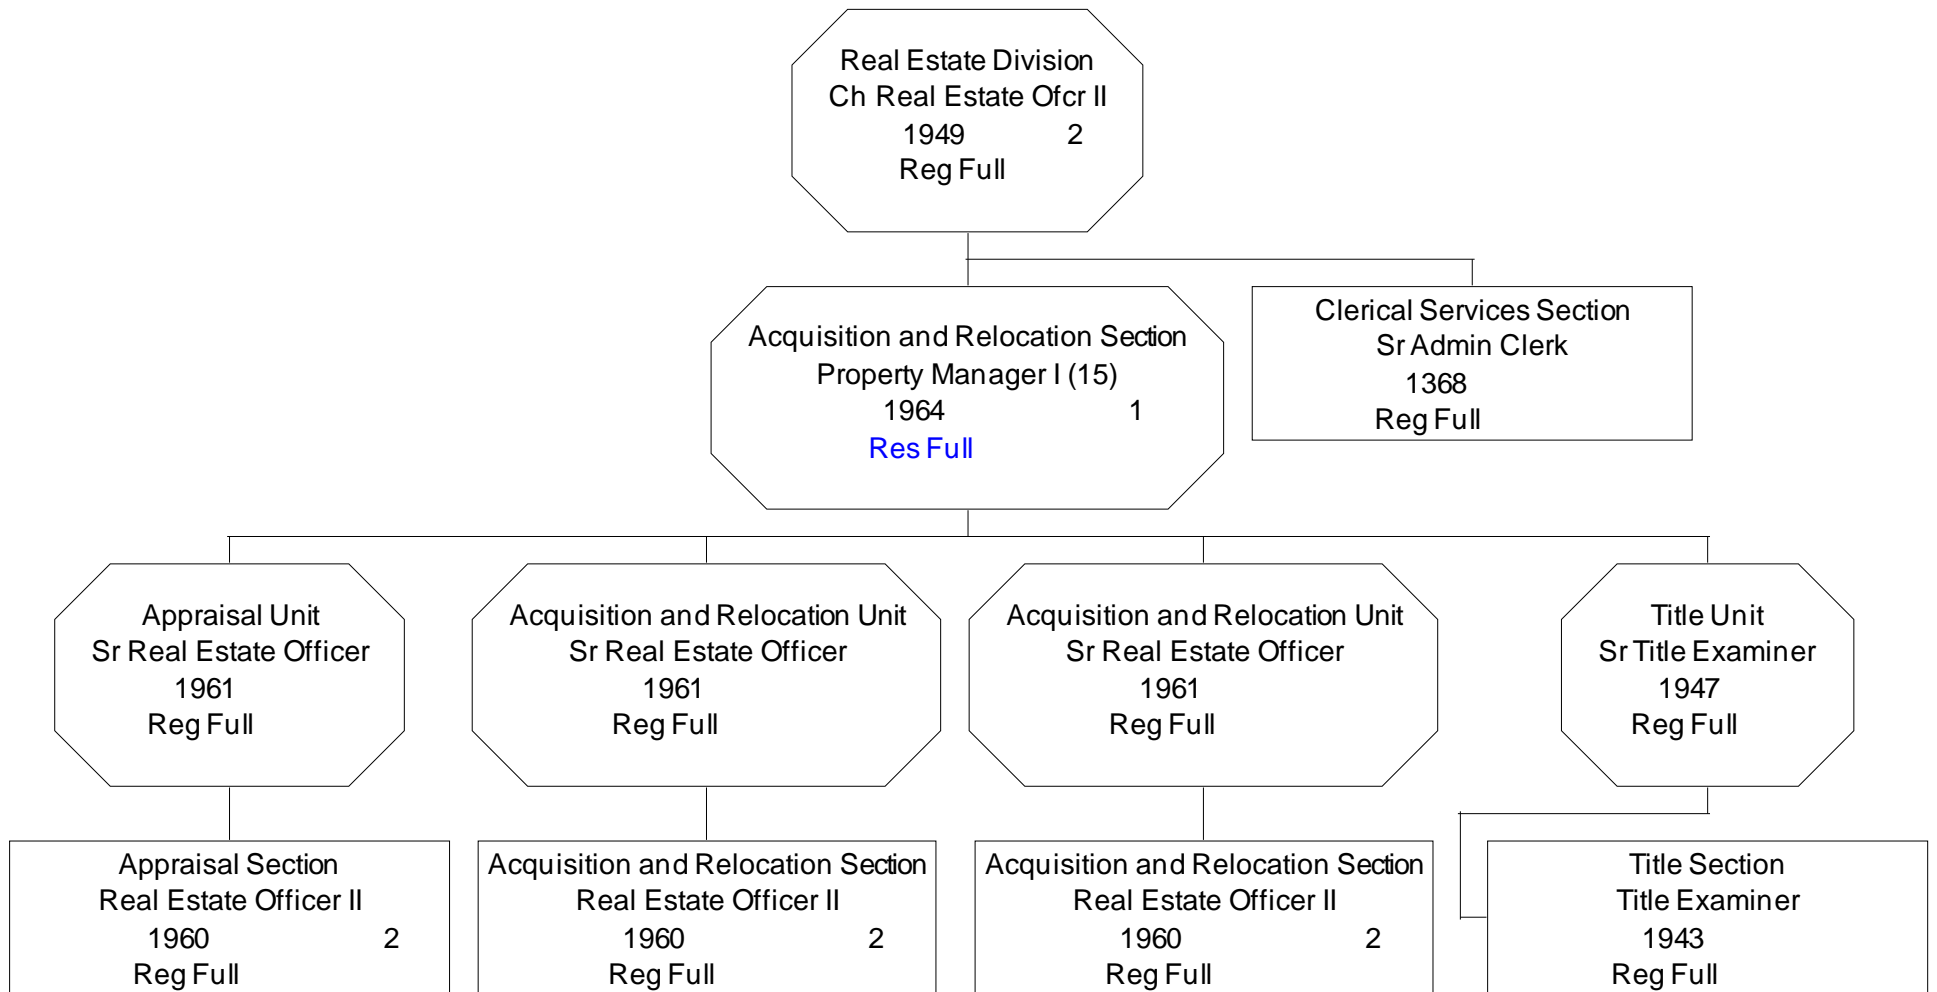 Real Estate Division
Ch Real Estate Ofcr II
1949 2
Reg Full
Acquisition and Relocation Section
Property Manager I (15)
1964 1
Res Full
Clerical Services Section
Sr Admin Clerk
1368
Reg Full
Appraisal Unit
Sr Real Estate Officer
1961
Reg Full
Acquisition and Relocation Unit
Sr Real Estate Officer
1961
Reg Full
Acquisition and Relocation Unit
Sr Real Estate Officer
1961
Reg Full
Title Unit
Sr Title Examiner
1947
Reg Full
Appraisal Section
Real Estate Officer II
1960 2
Reg Full
Acquisition and Relocation Section
Real Estate Officer II
1960 2
Reg Full
Acquisition and Relocation Section
Real Estate Officer II
1960 2
Reg Full
Title Section
Title Examiner
1943
Reg Full